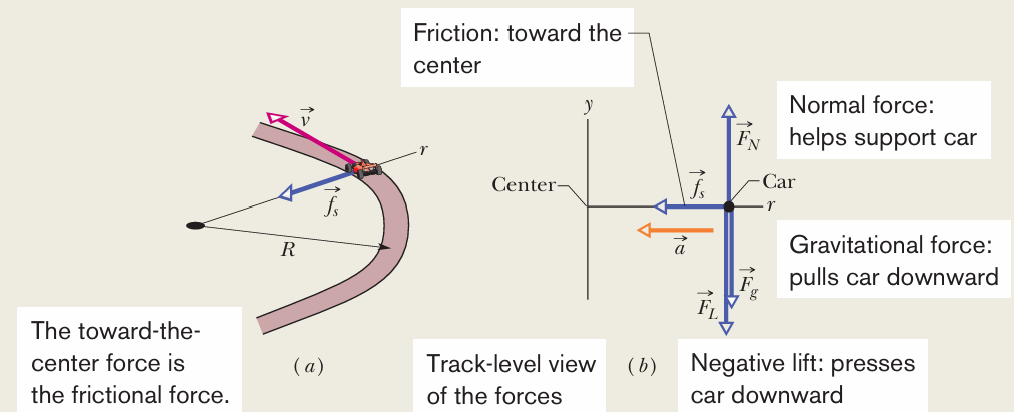 Friction: toward the
center
v
r
f_s
R
The toward-the-
center force is
the frictional force.
(a)
y
F_N
Normal force:
helps support car
Center
f_s
Car
r
a
Gravitational force:
pulls car downward
F_g
F_L
Track-level view
of the forces
(b)
Negative lift: presses
car downward